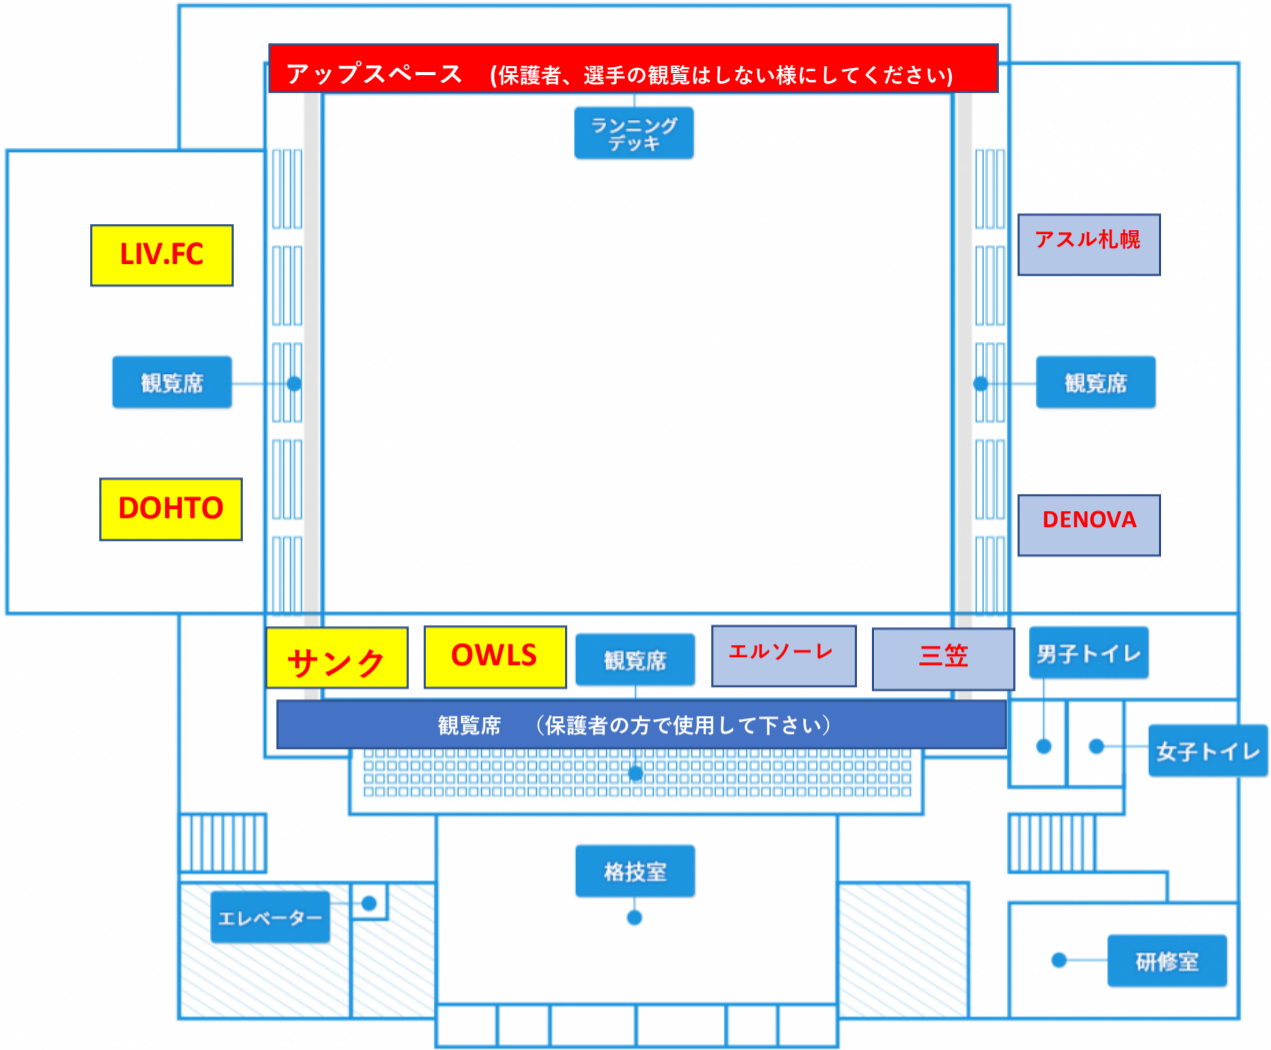 アップスペース　(保護者、選手の観覧はしない様にしてください)
ランニング
デッキ
LIV.FC
アスル札幌
観覧席
観覧席
DOHTO
DENOVA
サンク
OWLS
観覧席
エルソーレ
三笠
男子トイレ
観覧席　（保護者の方で使用して下さい）
女子トイレ
格技室
エレベーター
研修室